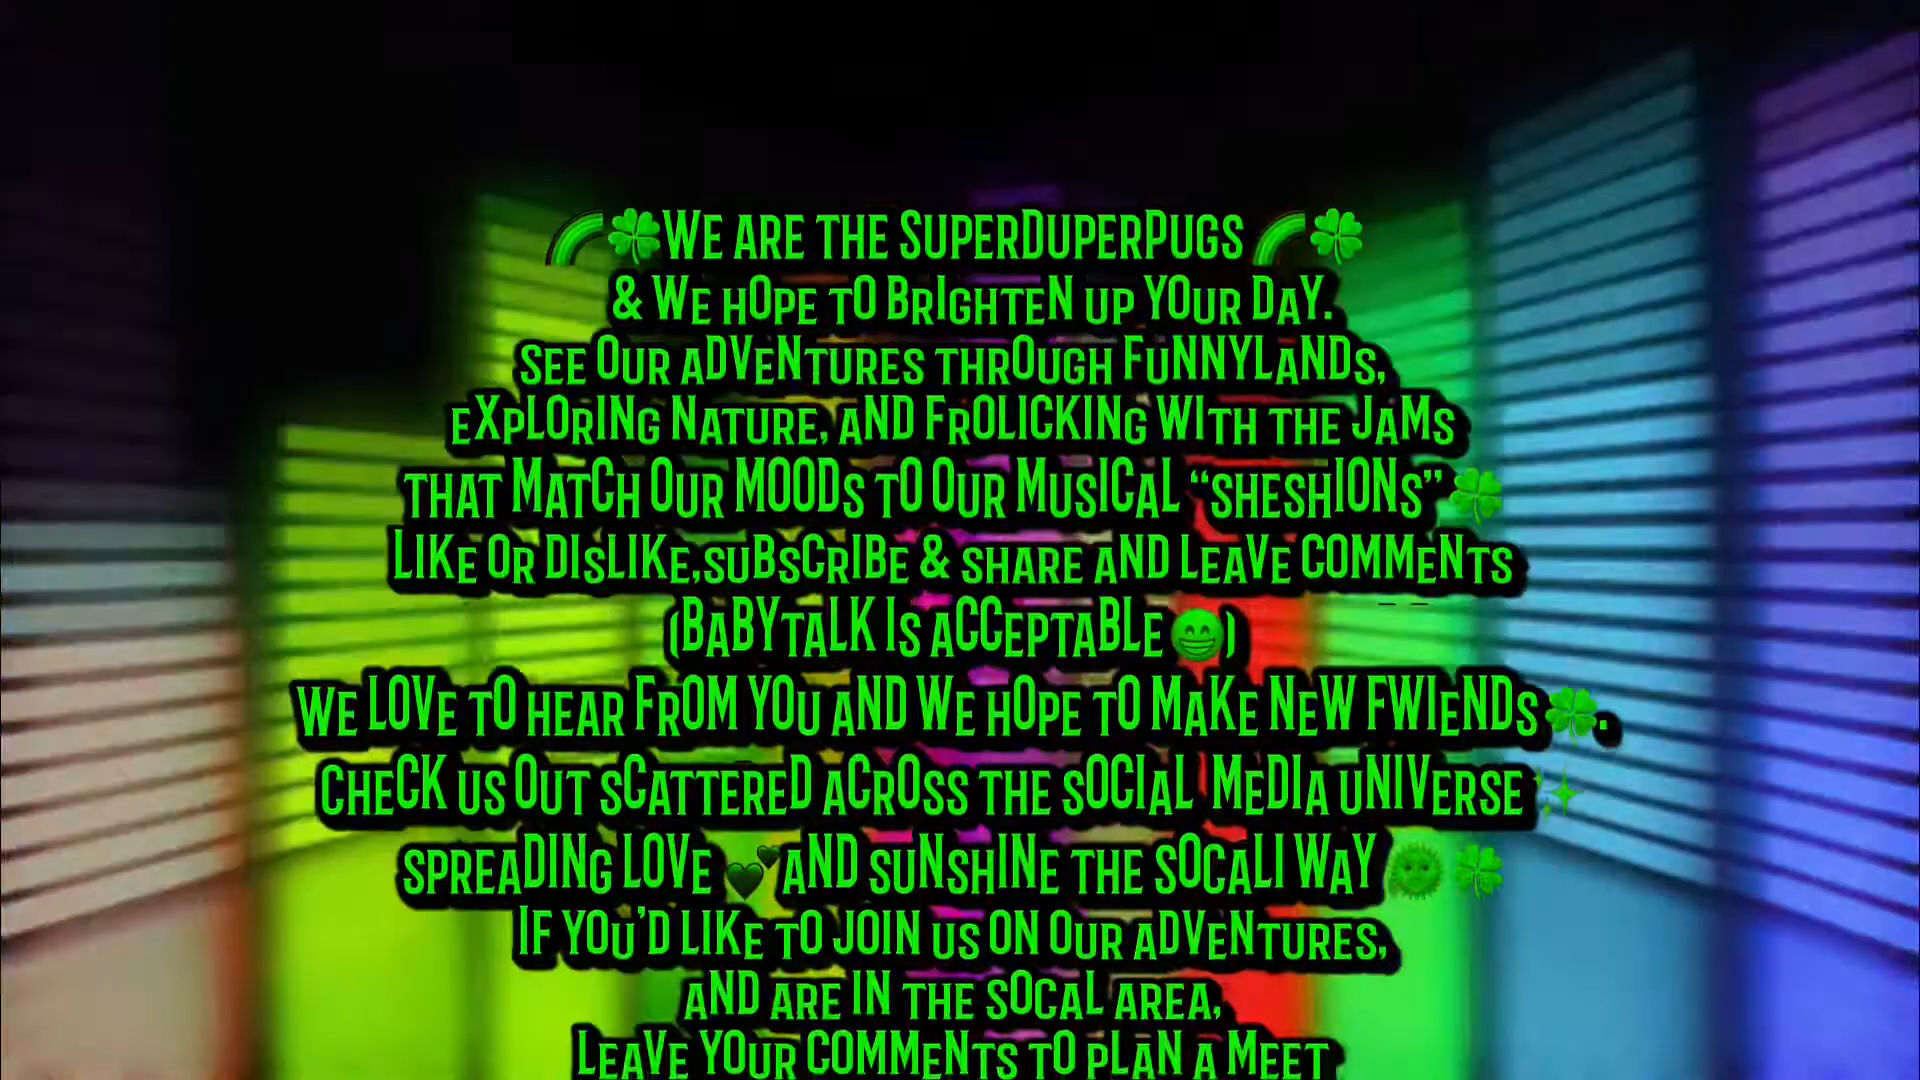 🌈🍀We are the SuperDuperPugs 🌈🍀
& We hope to Brighten up your Day.
see our adventures through Funnylands,
exploring Nature, and Frolicking with the Jams
that match our moods to our Musical “sheshions”🍀
Like or dislike,subscribe & share and leave comments
(Babytalk is acceptable😁)
we love to hear from you and we hope to make new fwiends🍀.
check us out scattered across the social media universe✨
spreading love 💕and sunshine the socali way🌞🍀
If you’d like to join us on our adventures,
and are in the socal area,
Leave your comments to plan a Meet